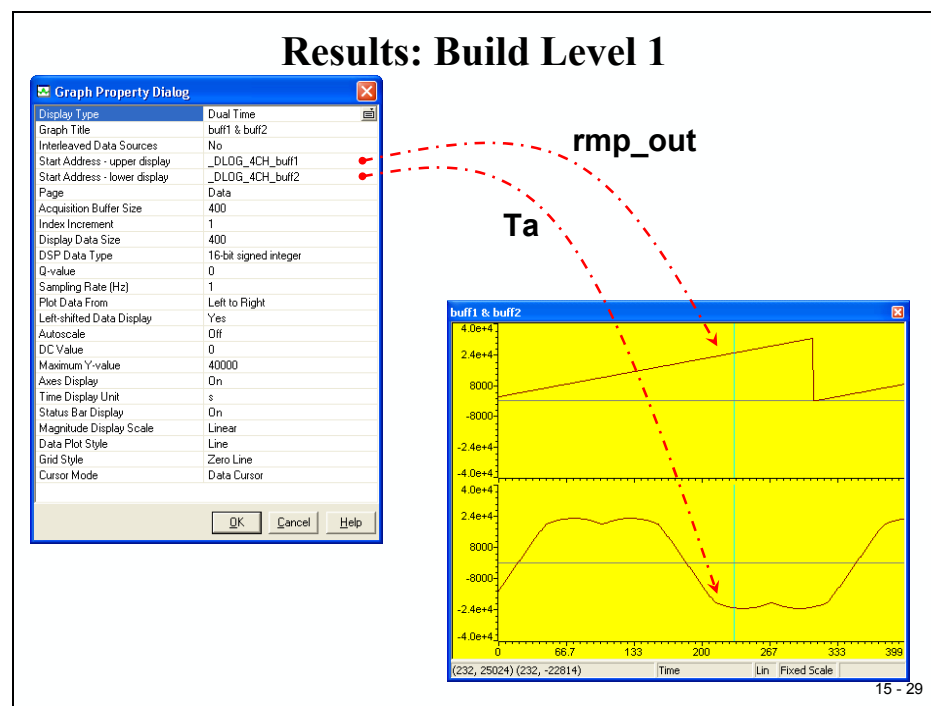 Results: Build Level 1
Graph Property Dialog
Display Type Dual Time
Graph Title buff1 & buff2
Interleaved Data Sources No
Start Address - upper display _DLOG_4CH_buff1
Start Address - lower display _DLOG_4CH_buff2
Page Data
Acquisition Buffer Size 400
Index Increment 1
Display Data Size 400
DSP Data Type 16-bit signed integer
Q-value 0
Sampling Rate (Hz) 1
Plot Data From Left to Right
Left-shifted Data Display Yes
Autoscale Off
DC Value 0
Maximum Y-value 40000
Axes Display On
Time Display Unit s
Status Bar Display On
Magnitude Display Scale Linear
Data Plot Style Line
Grid Style Zero Line
Cursor Mode Data Cursor
OK Cancel Help
rmp_out
Ta
buff1 & buff2
4.0e+4
2.4e+4
8000
-8000
-2.4e+4
-4.0e+4
4.0e+4
2.4e+4
8000
-8000
-2.4e+4
-4.0e+4
0 66.7 133 200 267 333 399
(232, 25024) (232, -22814) Time Lin Fixed Scale
15 - 29